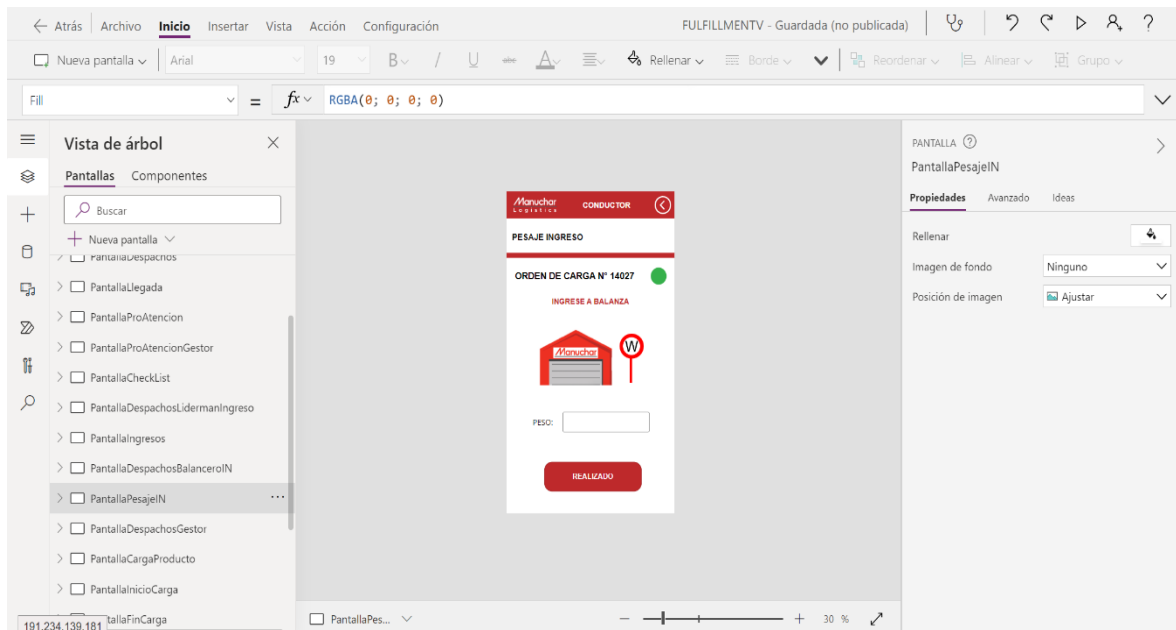 Atrás Archivo Inicio Insertar Vista Acción Configuración FULFILLMENTV - Guardada (no publicada) ?
Nueva pantalla Arial 19 B / U abc A Rellenar Borde Reordenar Alinear Grupo
Fill = fx RGBA(0; 0; 0; 0)
Vista de árbol
Pantallas Componentes
Buscar
Nueva pantalla
PantallaDespachos
PantallaLlegada
PantallaProAtencion
PantallaProAtencionGestor
PantallaCheckList
PantallaDespachosLidermanIngreso
PantallaIngresos
PantallaDespachosBalanceroIN
PantallaPesajeIN ...
PantallaDespachosGestor
PantallaCargaProducto
PantallaInicioCarga
tallaFinCarga
191.234.139.181
Manuchar
Logistics
CONDUCTOR
PESAJE INGRESO
ORDEN DE CARGA N° 14027
INGRESE A BALANZA
Manuchar
W
PESO:
REALIZADO
PantallaPes...
30 %
PANTALLA ?
PantallaPesajeIN
Propiedades Avanzado Ideas
Rellenar
Imagen de fondo Ninguno
Posición de imagen Ajustar